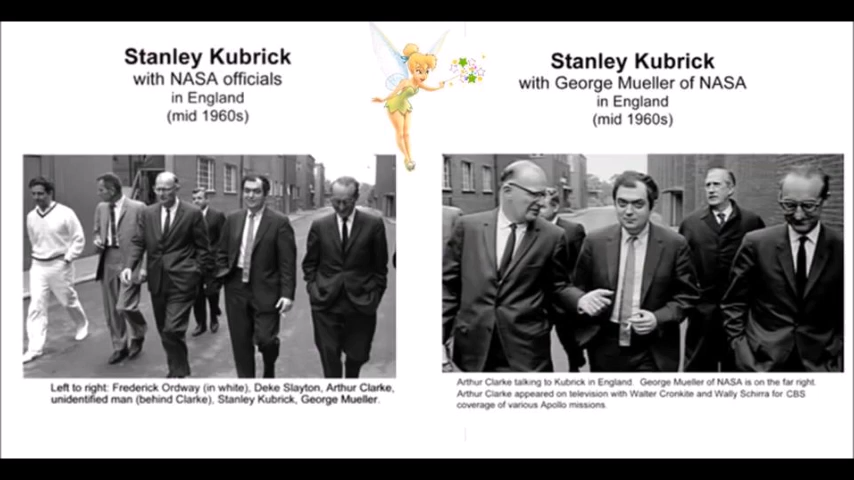 Stanley Kubrick
with NASA officials
in England
(mid 1960s)
Left to right: Frederick Ordway (in white), Deke Slayton, Arthur Clarke,
unidentified man (behind Clarke), Stanley Kubrick, George Mueller.
Stanley Kubrick
with George Mueller of NASA
in England
(mid 1960s)
Arthur Clarke talking to Kubrick in England. George Mueller of NASA is on the far right.
Arthur Clarke appeared on television with Walter Cronkite and Wally Schirra for CBS
coverage of various Apollo missions.